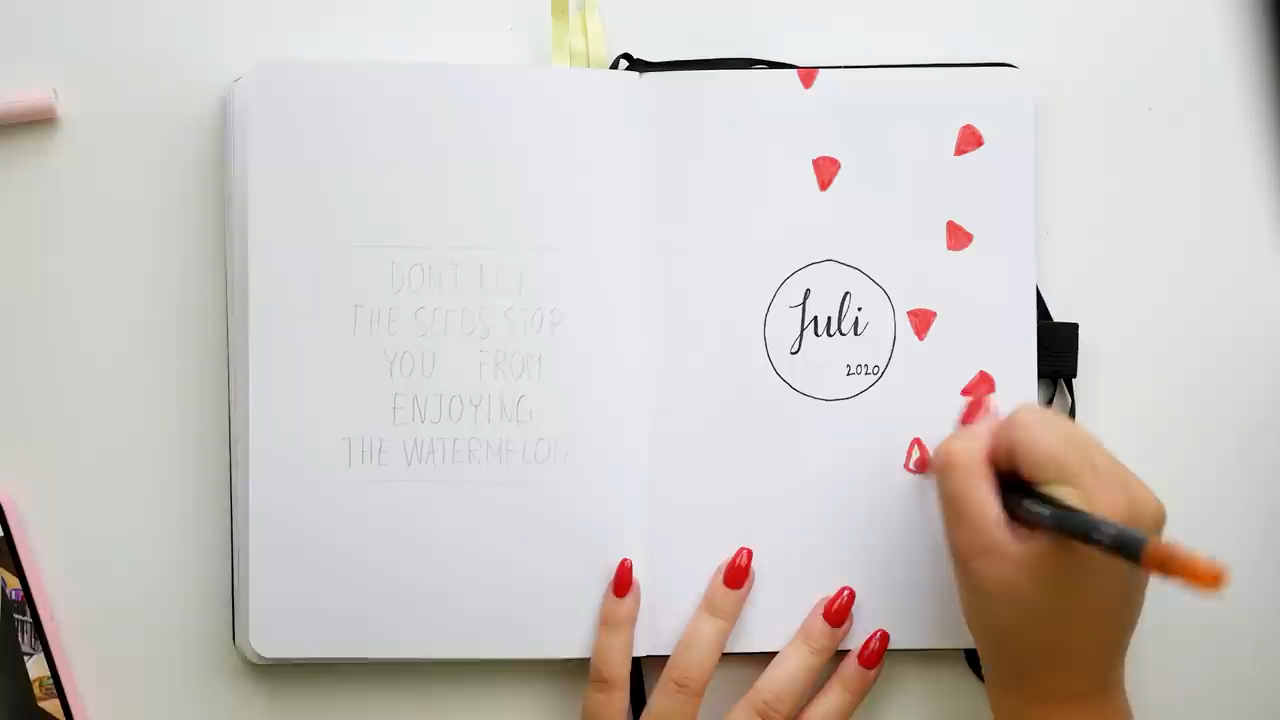 DON'T LET
THE SEEDS STOP
YOU FROM
ENJOYING
THE WATERMELON
Juli
2020